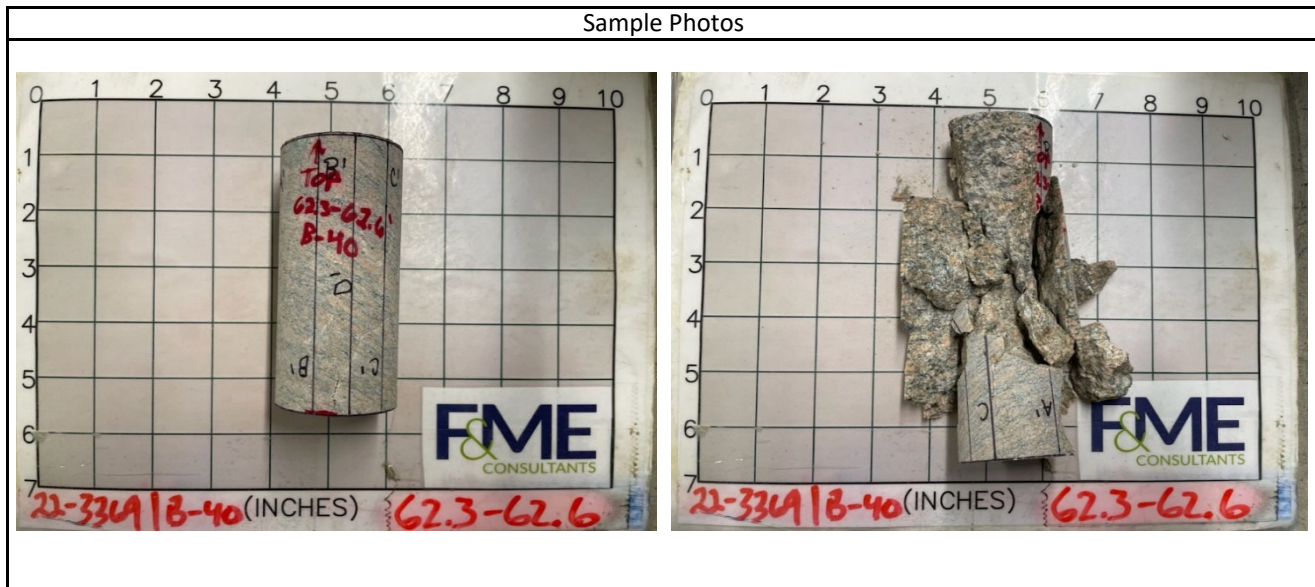 Sample Photos
0 1 2 3 4 5 6 7 8 9 10
1
2
3
4
5
6
7
B'
C'
↑
TOP
62.3-62.6'
B-40
D
B'
C'
F&ME
CONSULTANTS
22-3369 | B-40 (INCHES) 62.3-62.6
0 1 2 3 4 5 6 7 8 9 10
1
2
3
4
5
6
7
C
A'
F&ME
CONSULTANTS
22-3369 | B-40 (INCHES) 62.3-62.6